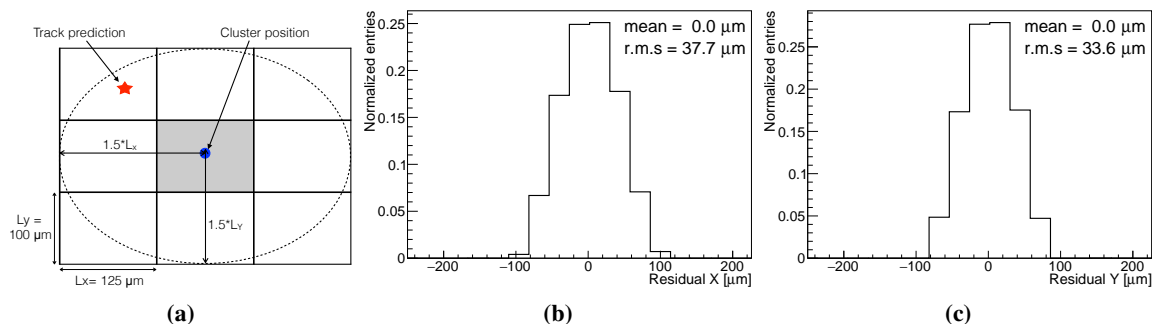 Track prediction
Cluster position
1.5*Lx
1.5*LY
Ly =
100 µm
Lx= 125 µm
(a)
Normalized entries
mean = 0.0 µm
r.m.s = 37.7 µm
0.25
0.2
0.15
0.1
0.05
0
−200 −100 0 100 200
Residual X [µm]
(b)
Normalized entries
mean = 0.0 µm
r.m.s = 33.6 µm
0.25
0.2
0.15
0.1
0.05
0
−200 −100 0 100 200
Residual Y [µm]
(c)